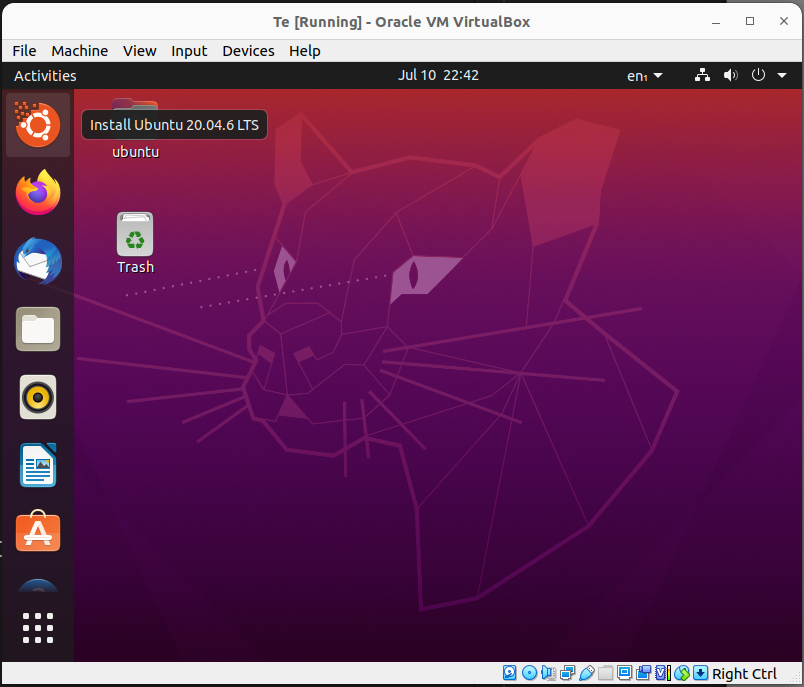 Te [Running] - Oracle VM VirtualBox
File Machine View Input Devices Help
Activities
Jul 10 22:42
en₁
Install Ubuntu 20.04.6 LTS
ubuntu
Trash
Right Ctrl